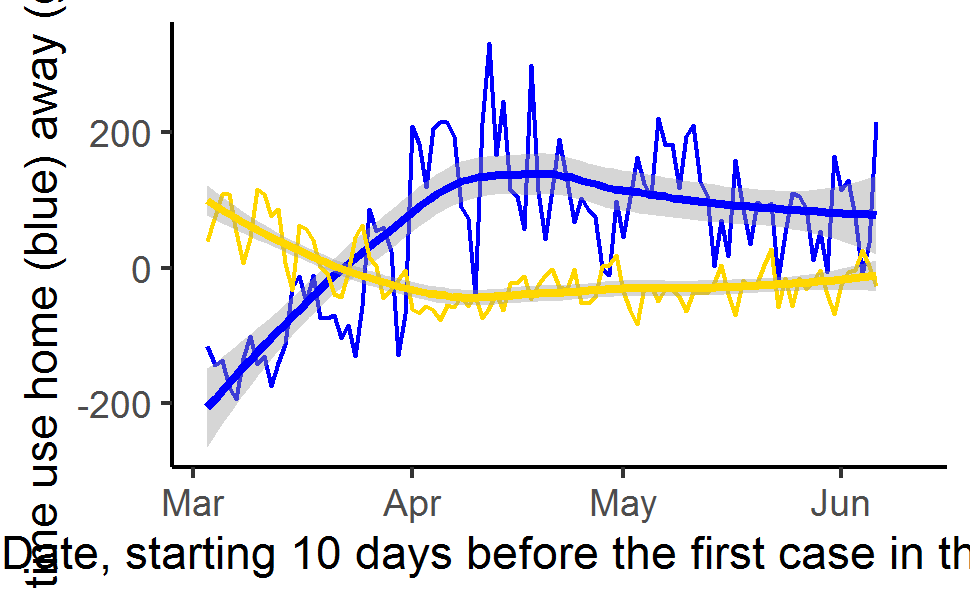 time use home (blue) away (g
200
0
-200
Mar Apr May Jun
Date, starting 10 days before the first case in th